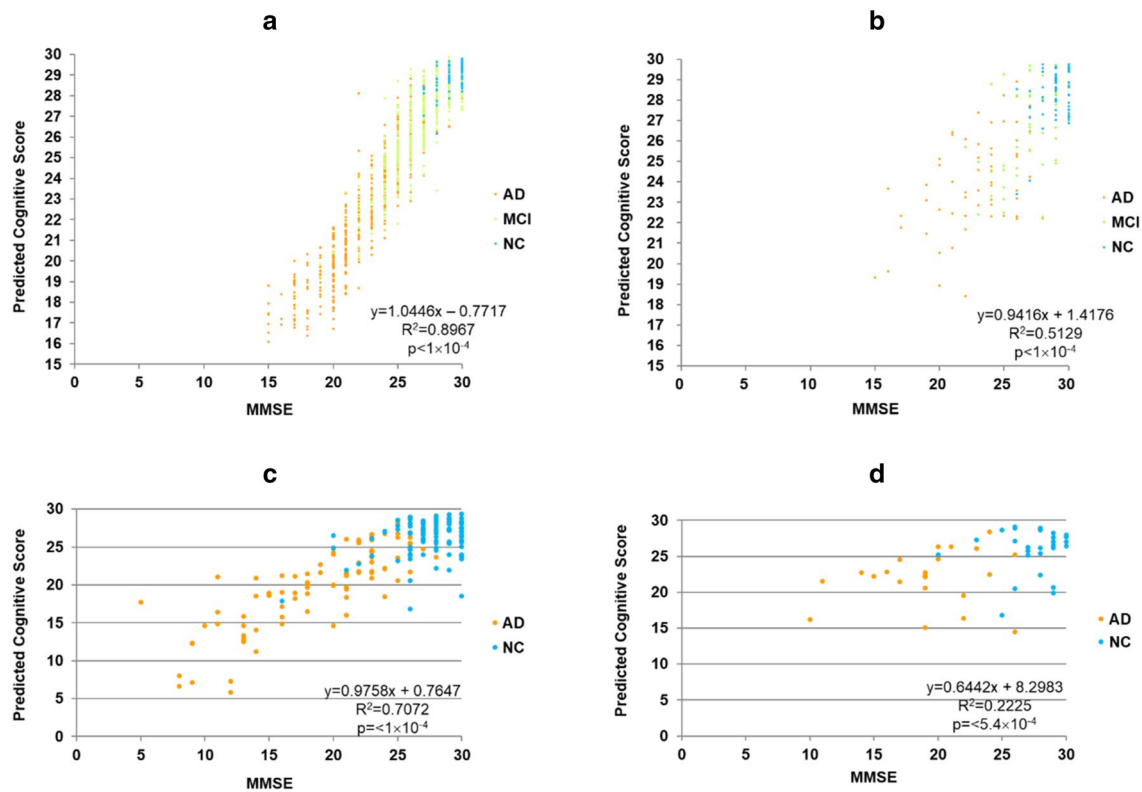 a
30
29
28
27
26
25
24
23
22
21
20
19
18
17
16
15
Predicted Cognitive Score
AD
MCI
NC
y=1.0446x – 0.7717
R²=0.8967
p<1×10⁻⁴
0 5 10 15 20 25 30
MMSE
b
30
29
28
27
26
25
24
23
22
21
20
19
18
17
16
15
Predicted Cognitive Score
AD
MCI
NC
y=0.9416x + 1.4176
R²=0.5129
p<1×10⁻⁴
0 5 10 15 20 25 30
MMSE
c
30
25
20
15
10
5
0
Predicted Cognitive Score
AD
NC
y=0.9758x + 0.7647
R²=0.7072
p=<1×10⁻⁴
0 5 10 15 20 25 30
MMSE
d
30
25
20
15
10
5
0
Predicted Cognitive Score
AD
NC
y=0.6442x + 8.2983
R²=0.2225
p=<5.4×10⁻⁴
0 5 10 15 20 25 30
MMSE